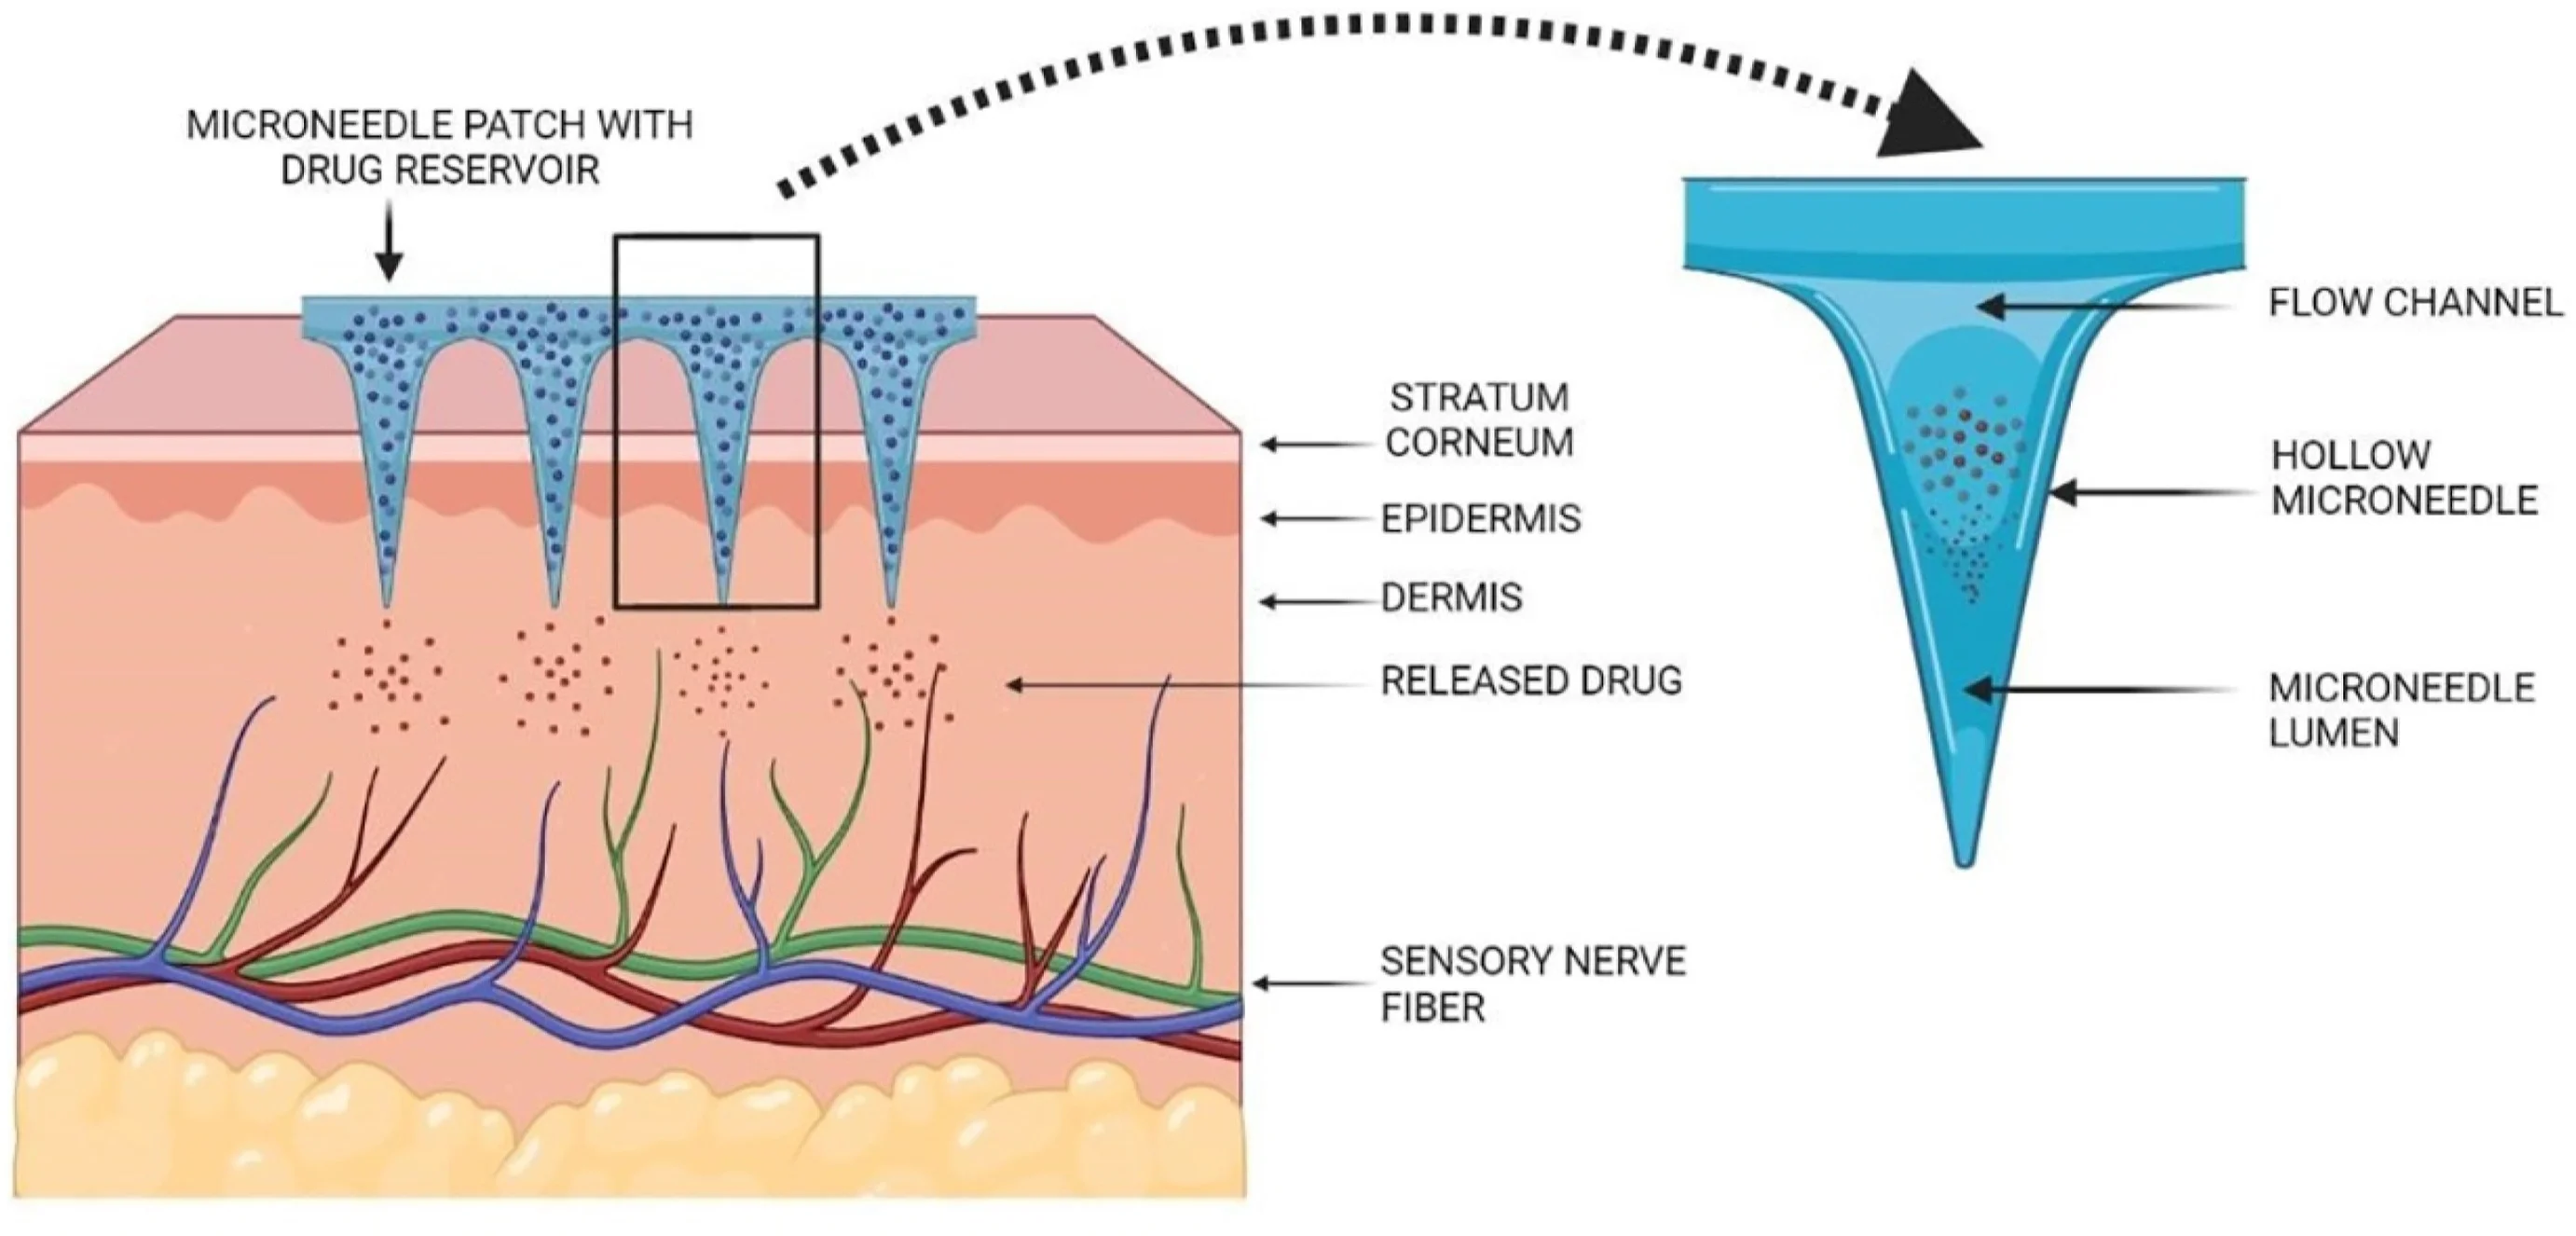 MICRONEEDLE PATCH WITH
DRUG RESERVOIR
STRATUM
CORNEUM
EPIDERMIS
DERMIS
RELEASED DRUG
SENSORY NERVE
FIBER
FLOW CHANNEL
HOLLOW
MICRONEEDLE
MICRONEEDLE
LUMEN